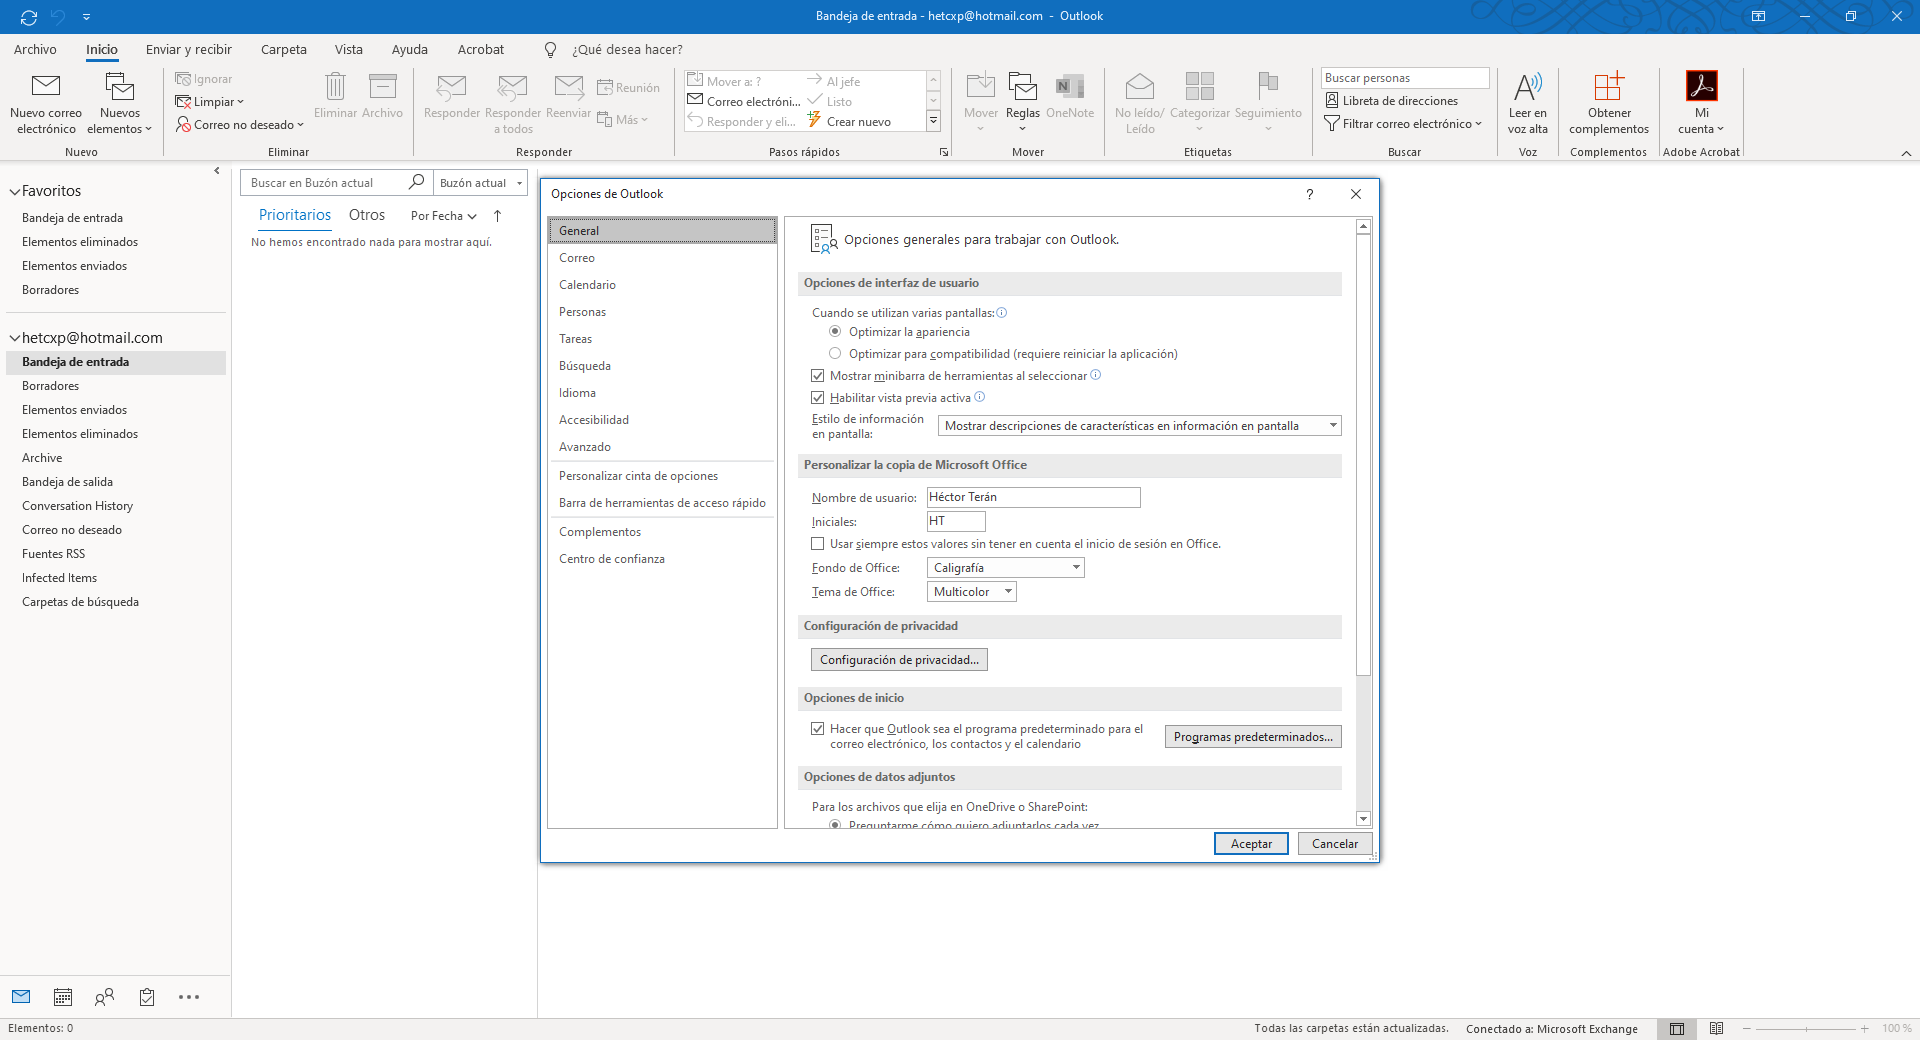 Bandeja de entrada - hetcxp@hotmail.com - Outlook
Archivo Inicio Enviar y recibir Carpeta Vista Ayuda Acrobat ¿Qué desea hacer?
Nuevo correo electrónico
Nuevos elementos
Nuevo
Ignorar
Limpiar
Correo no deseado
Eliminar Archivo
Eliminar
Responder
Responder a todos
Reenviar
Reunión
Más
Responder
Mover a: ?
Correo electróni...
Responder y eli...
Al jefe
Listo
Crear nuevo
Pasos rápidos
Mover
Reglas
OneNote
Mover
No leído/ Leído
Categorizar
Seguimiento
Etiquetas
Buscar personas
Libreta de direcciones
Filtrar correo electrónico
Buscar
Leer en voz alta
Voz
Obtener complementos
Complementos
Mi cuenta
Adobe Acrobat
Favoritos
Bandeja de entrada
Elementos eliminados
Elementos enviados
Borradores
hetcxp@hotmail.com
Bandeja de entrada
Borradores
Elementos enviados
Elementos eliminados
Archive
Bandeja de salida
Conversation History
Correo no deseado
Fuentes RSS
Infected Items
Carpetas de búsqueda
Buscar en Buzón actual Buzón actual
Prioritarios Otros Por Fecha
No hemos encontrado nada para mostrar aquí.
Opciones de Outlook ?
General
Correo
Calendario
Personas
Tareas
Búsqueda
Idioma
Accesibilidad
Avanzado
Personalizar cinta de opciones
Barra de herramientas de acceso rápido
Complementos
Centro de confianza
Opciones generales para trabajar con Outlook.
Opciones de interfaz de usuario
Cuando se utilizan varias pantallas:
Optimizar la apariencia
Optimizar para compatibilidad (requiere reiniciar la aplicación)
Mostrar minibarra de herramientas al seleccionar
Habilitar vista previa activa
Estilo de información en pantalla: Mostrar descripciones de características en información en pantalla
Personalizar la copia de Microsoft Office
Nombre de usuario: Héctor Terán
Iniciales: HT
Usar siempre estos valores sin tener en cuenta el inicio de sesión en Office.
Fondo de Office: Caligrafía
Tema de Office: Multicolor
Configuración de privacidad
Configuración de privacidad...
Opciones de inicio
Hacer que Outlook sea el programa predeterminado para el
correo electrónico, los contactos y el calendario
Programas predeterminados...
Opciones de datos adjuntos
Para los archivos que elija en OneDrive o SharePoint:
Preguntarme cómo quiero adjuntarlos cada vez
Aceptar Cancelar
Elementos: 0 Todas las carpetas están actualizadas. Conectado a: Microsoft Exchange 100 %